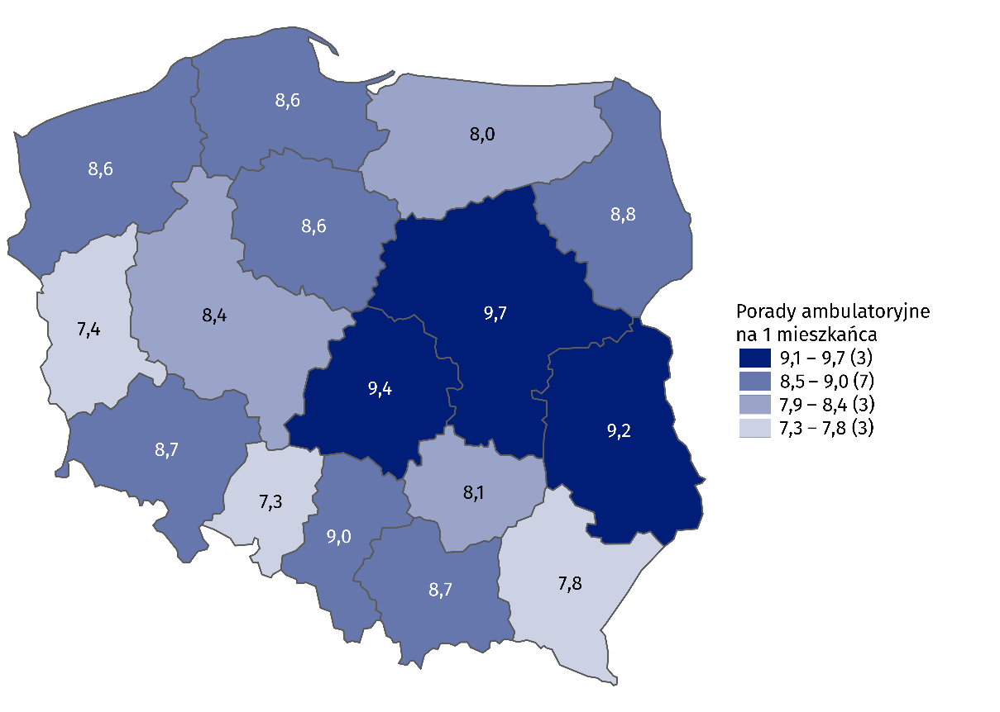 8,6
8,0
8,6
8,8
8,6
9,7
8,4
7,4
9,4
9,2
8,7
8,1
7,3
9,0
7,8
8,7
Porady ambulatoryjne
na 1 mieszkańca
9,1 – 9,7 (3)
8,5 – 9,0 (7)
7,9 – 8,4 (3)
7,3 – 7,8 (3)